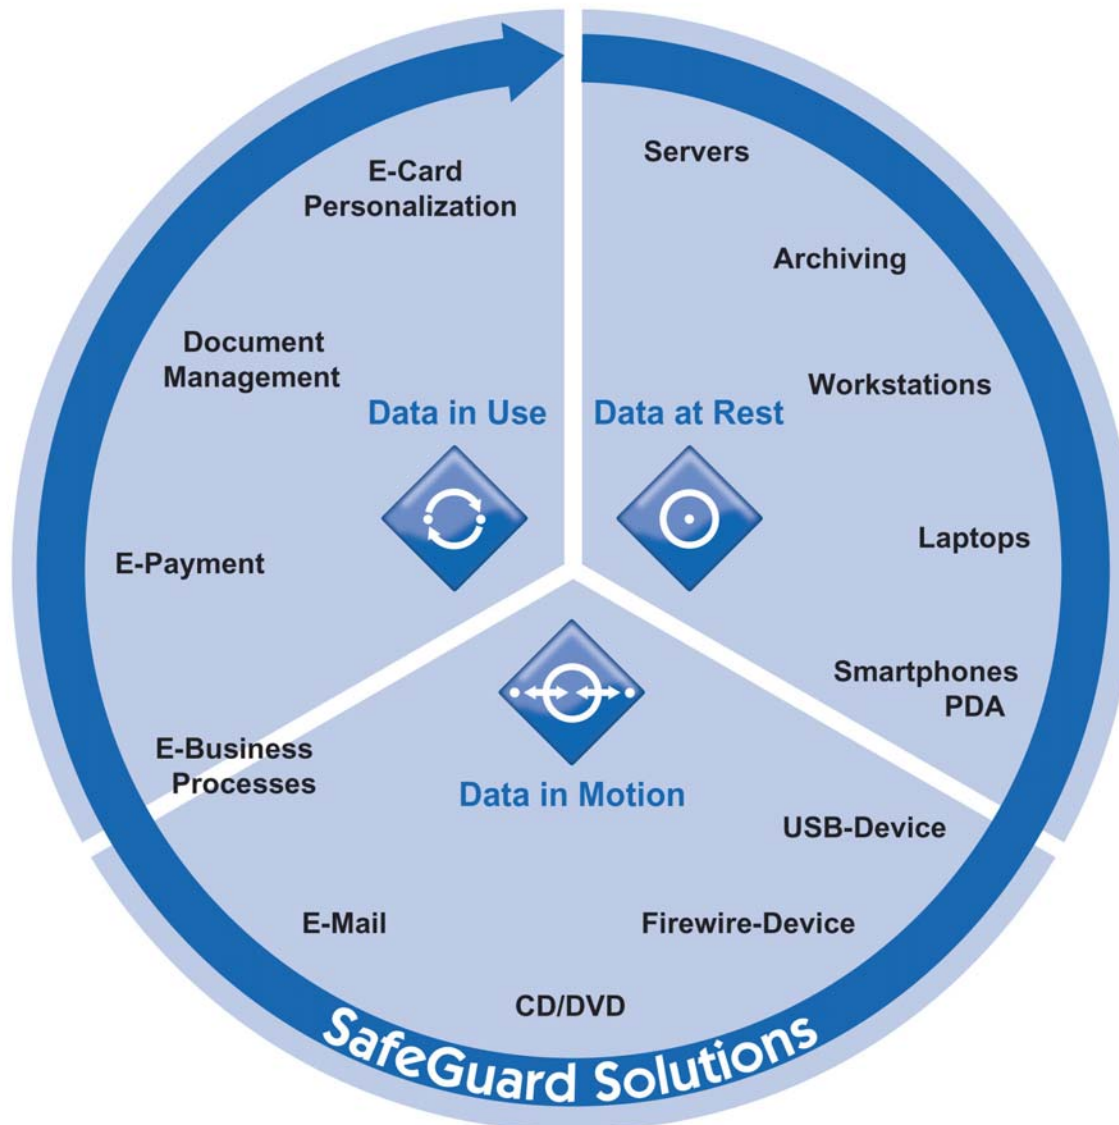 E-Card
Personalization
Document
Management
Data in Use
E-Payment
E-Business
Processes
Servers
Archiving
Workstations
Data at Rest
Laptops
Smartphones
PDA
Data in Motion
USB-Device
Firewire-Device
E-Mail
CD/DVD
SafeGuard Solutions